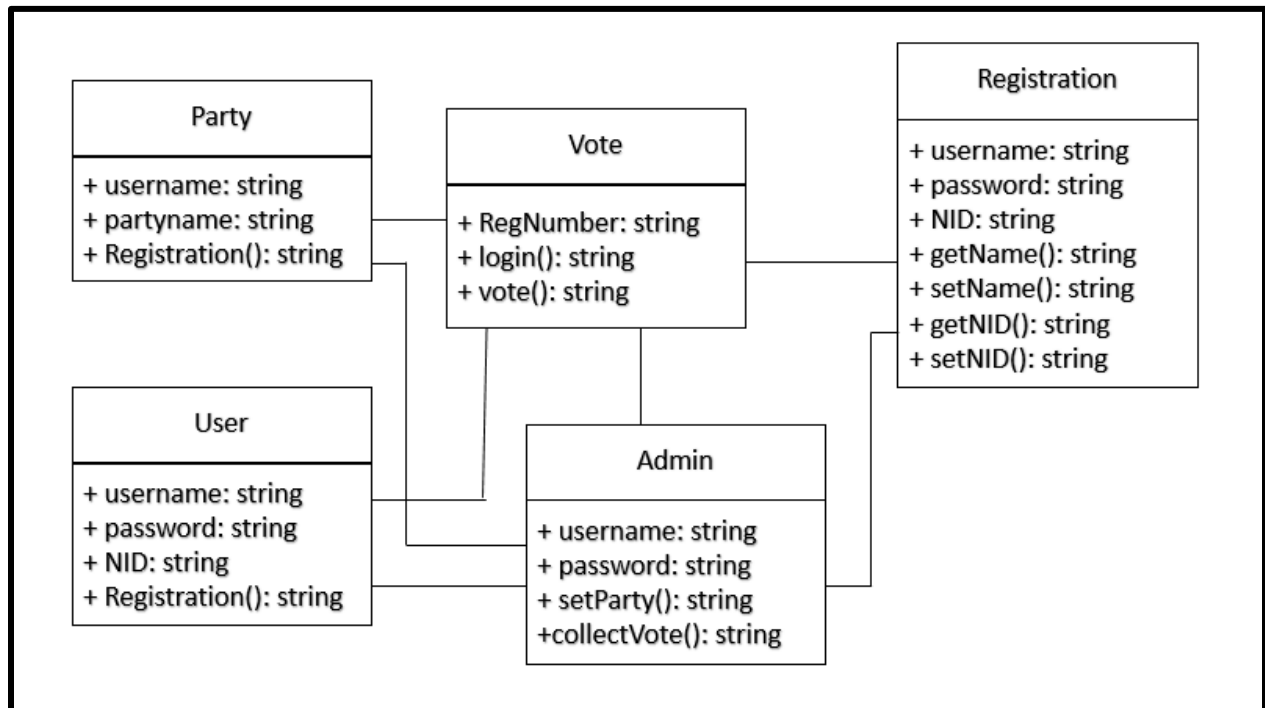 Party
+ username: string
+ partyname: string
+ Registration(): string
Vote
+ RegNumber: string
+ login(): string
+ vote(): string
Registration
+ username: string
+ password: string
+ NID: string
+ getName(): string
+ setName(): string
+ getNID(): string
+ setNID(): string
User
+ username: string
+ password: string
+ NID: string
+ Registration(): string
Admin
+ username: string
+ password: string
+ setParty(): string
+collectVote(): string